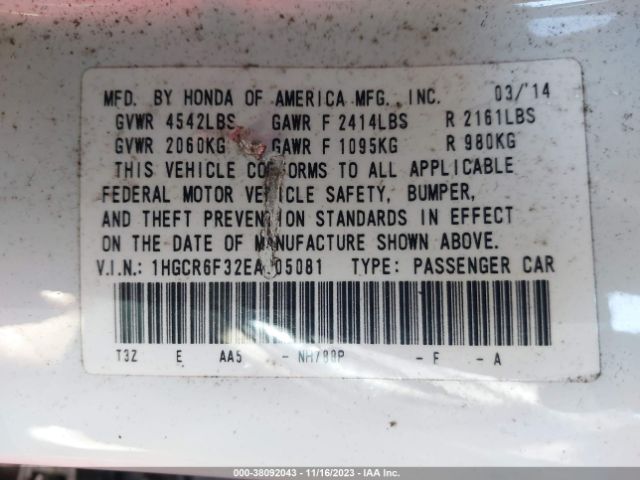 MFD. BY HONDA OF AMERICA MFG., INC. 03/'14
GVWR 4542LBS GAWR F 2414LBS R 2161LBS
GVWR 2060KG GAWR F 1095KG R 980KG
THIS VEHICLE CONFORMS TO ALL APPLICABLE
FEDERAL MOTOR VEHICLE SAFETY, BUMPER,
AND THEFT PREVENTION STANDARDS IN EFFECT
ON THE DATE OF MANUFACTURE SHOWN ABOVE.
V.I.N.: TYPE: PASSENGER CAR
T3Z E AA5 - NH788P - F - A
000-38092043 - 11/16/2023 - IAA Inc.